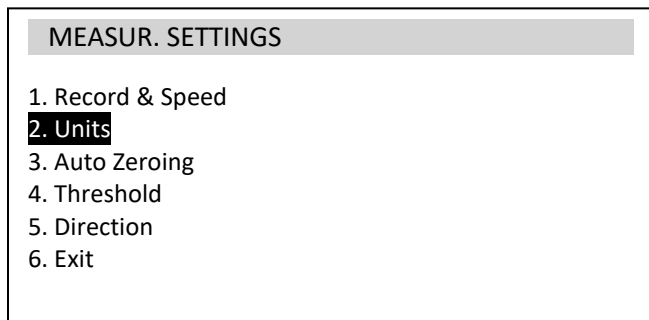 MEASUR. SETTINGS
1. Record & Speed
2. Units
3. Auto Zeroing
4. Threshold
5. Direction
6. Exit